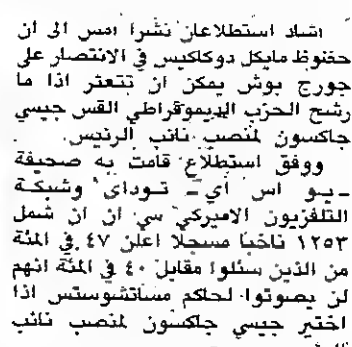 اشار استطلاعان نشرا امس الى ان
حظوظ مايكل دوكاكيس في الانتصار على
جورج بوش يمكن ان تتعثر اذا ما
رشح الحزب الديموقراطي القس جيسي
جاكسون لمنصب نائب الرئيس.
ووفق استطلاع قامت به صحيفة
يو اس اي توداي وشبكة
التلفزيون الاميركي سي ان ان شمل
١٢٥٣ ناخبا مسجلا اعلن ٤٧ في المئة
من الذين سئلوا مقابل ٤٠ في المئة انهم
لن يصوتوا لحاكم مساتشوستس اذا
اختير جيسي جاكسون لمنصب نائب